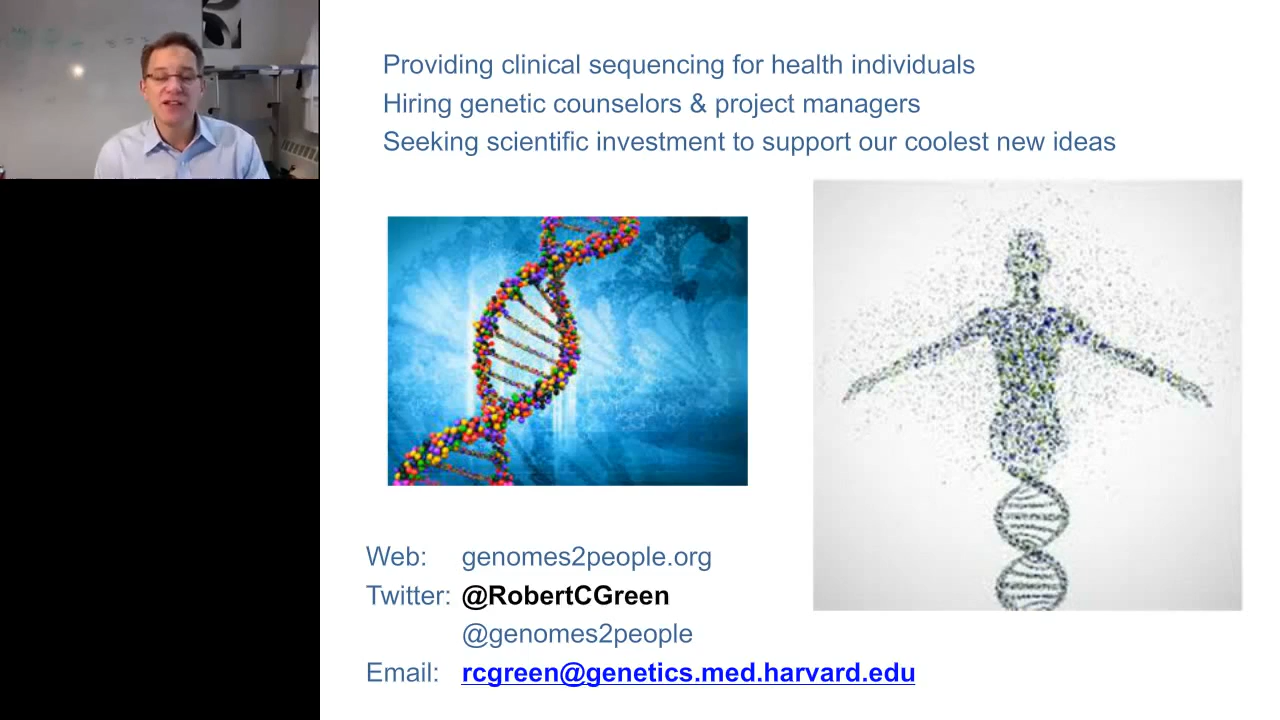 Providing clinical sequencing for health individuals
Hiring genetic counselors & project managers
Seeking scientific investment to support our coolest new ideas
Web: genomes2people.org
Twitter: @RobertCGreen
@genomes2people
Email: rcgreen@genetics.med.harvard.edu